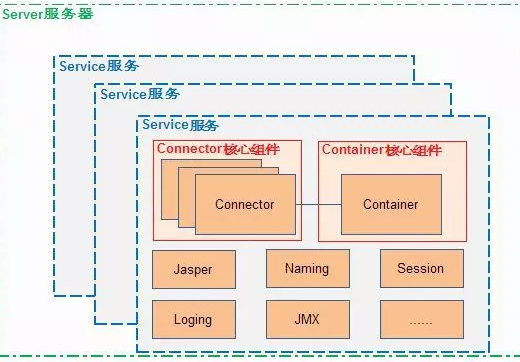 Server服务器
Service服务
Service服务
Service服务
Connector核心组件
Container核心组件
Connector
Container
Jasper
Naming
Session
Loging
JMX
......